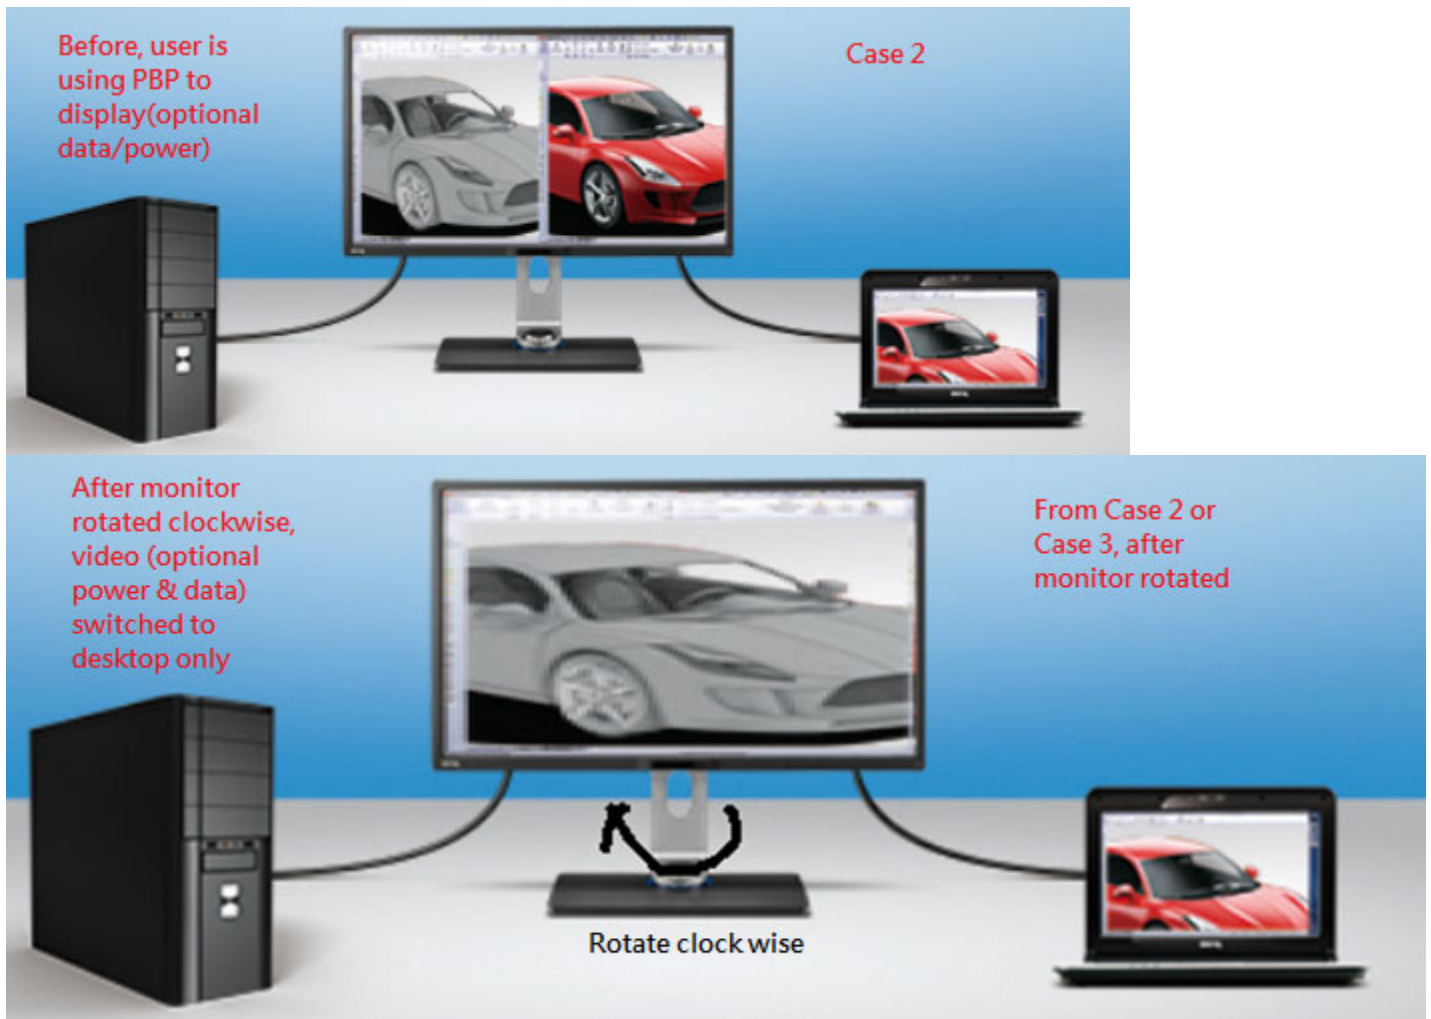 Before, user is
using PBP to
display(optional
data/power)
Case 2
After monitor
rotated clockwise,
video (optional
power & data)
switched to
desktop only
From Case 2 or
Case 3, after
monitor rotated
Rotate clock wise